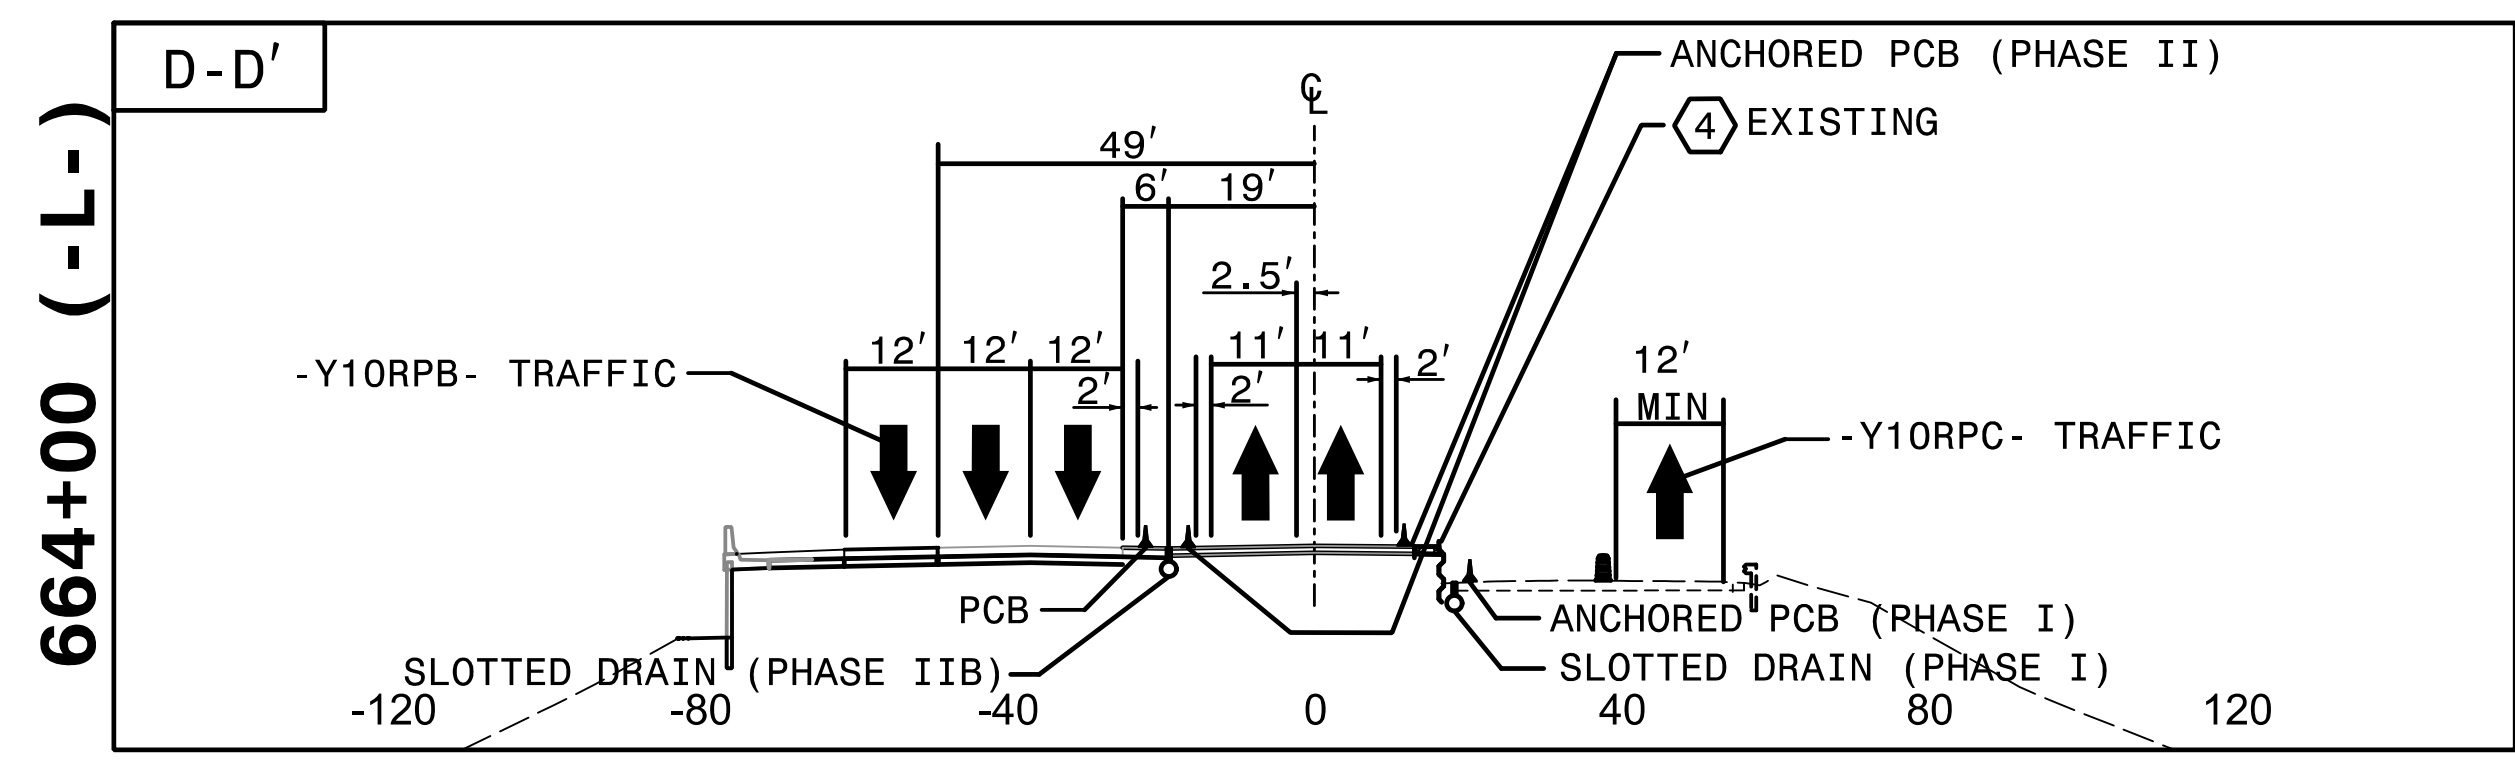 D-D'
664+00 (-L-)
ANCHORED PCB (PHASE II)
℄
4 EXISTING
49'
6' 19'
2.5'
12' 12' 12'
11' 11'
2'
2'
2'
12'
MIN
-Y10RPB- TRAFFIC
-Y10RPC- TRAFFIC
PCB
ANCHORED PCB (PHASE I)
SLOTTED DRAIN (PHASE IIB)
SLOTTED DRAIN (PHASE I)
-120 -80 -40 0 40 80 120